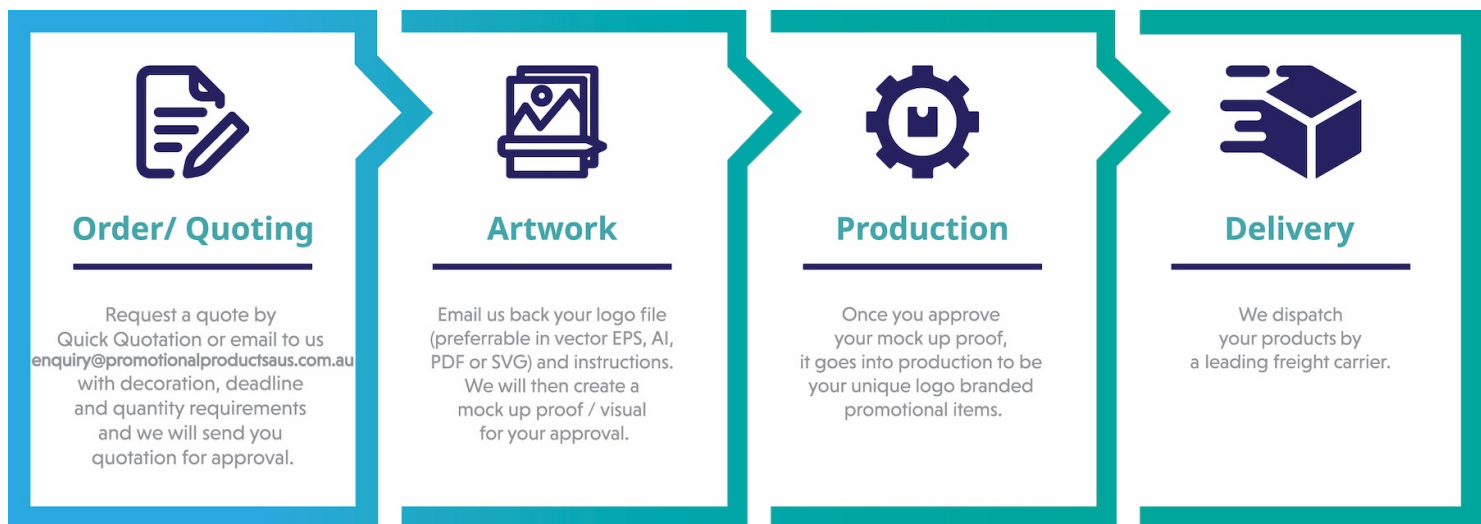 Order/ Quoting
Request a quote by
Quick Quotation or email to us
enquiry@promotionalproductsaus.com.au
with decoration, deadline
and quantity requirements
and we will send you
quotation for approval.
Artwork
Email us back your logo file
(preferrable in vector EPS, AI,
PDF or SVG) and instructions.
We will then create a
mock up proof / visual
for your approval.
Production
Once you approve
your mock up proof,
it goes into production to be
your unique logo branded
promotional items.
Delivery
We dispatch
your products by
a leading freight carrier.